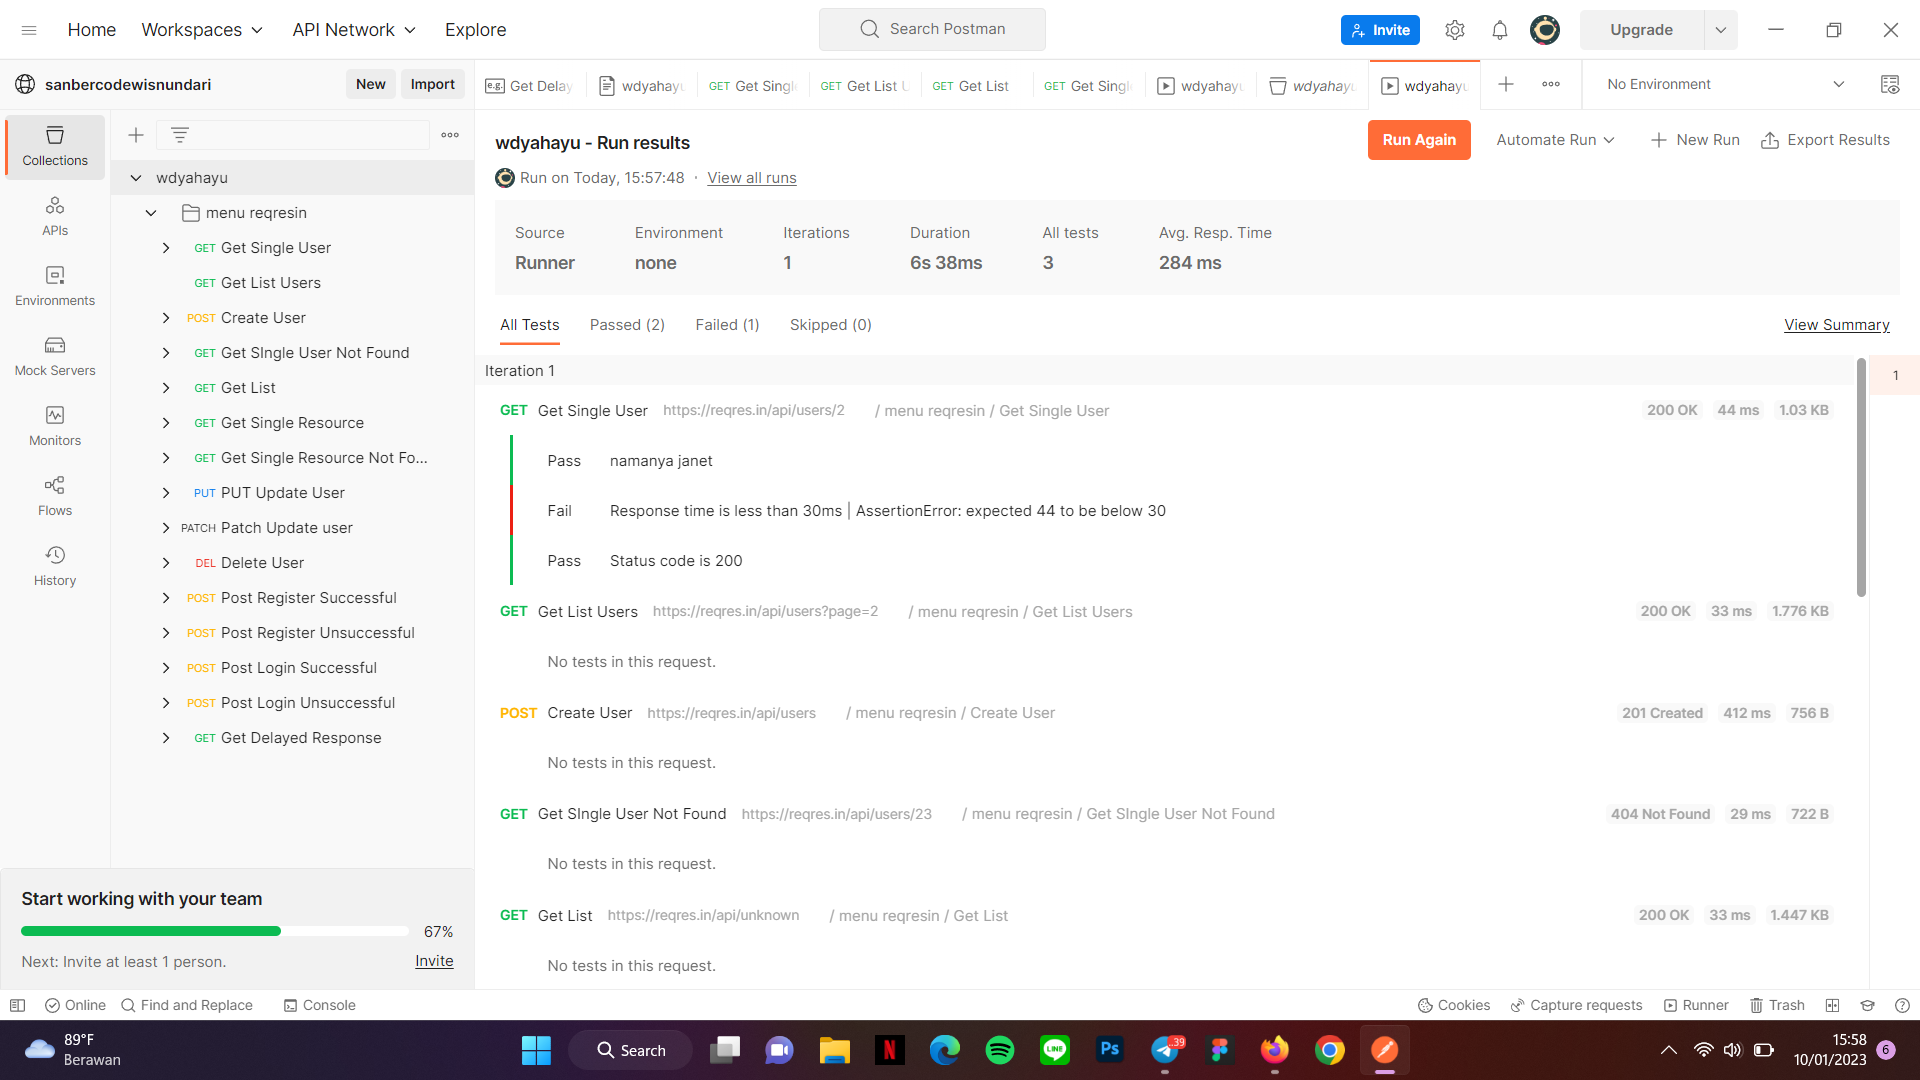 Home
Workspaces
API Network
Explore
Search Postman
Invite
Upgrade
sanbercodewisnundari
New
Import
e.g. Get Delay
wdyahayu
GET Get Singl
GET Get List U
GET Get List
GET Get Singl
wdyahayu
wdyahayu
wdyahayu
No Environment
Collections
APIs
Environments
Mock Servers
Monitors
Flows
History
wdyahayu
menu reqresin
GET Get Single User
GET Get List Users
POST Create User
GET Get SIngle User Not Found
GET Get List
GET Get Single Resource
GET Get Single Resource Not Fo...
PUT PUT Update User
PATCH Patch Update user
DEL Delete User
POST Post Register Successful
POST Post Register Unsuccessful
POST Post Login Successful
POST Post Login Unsuccessful
GET Get Delayed Response
Start working with your team
67%
Next: Invite at least 1 person.
Invite
wdyahayu - Run results
Run Again
Automate Run
New Run
Export Results
Run on Today, 15:57:48 · View all runs
Source Environment Iterations Duration All tests Avg. Resp. Time
Runner none 1 6s 38ms 3 284 ms
All Tests Passed (2) Failed (1) Skipped (0) View Summary
Iteration 1
1
GET Get Single User https://reqres.in/api/users/2 / menu reqresin / Get Single User 200 OK 44 ms 1.03 KB
Pass namanya janet
Fail Response time is less than 30ms | AssertionError: expected 44 to be below 30
Pass Status code is 200
GET Get List Users https://reqres.in/api/users?page=2 / menu reqresin / Get List Users 200 OK 33 ms 1.776 KB
No tests in this request.
POST Create User https://reqres.in/api/users / menu reqresin / Create User 201 Created 412 ms 756 B
No tests in this request.
GET Get SIngle User Not Found https://reqres.in/api/users/23 / menu reqresin / Get SIngle User Not Found 404 Not Found 29 ms 722 B
No tests in this request.
GET Get List https://reqres.in/api/unknown / menu reqresin / Get List 200 OK 33 ms 1.447 KB
No tests in this request.
Online
Find and Replace
Console
Cookies
Capture requests
Runner
Trash
89°F
Berawan
Search
N
LINE
Ps
39
15:58
10/01/2023
6